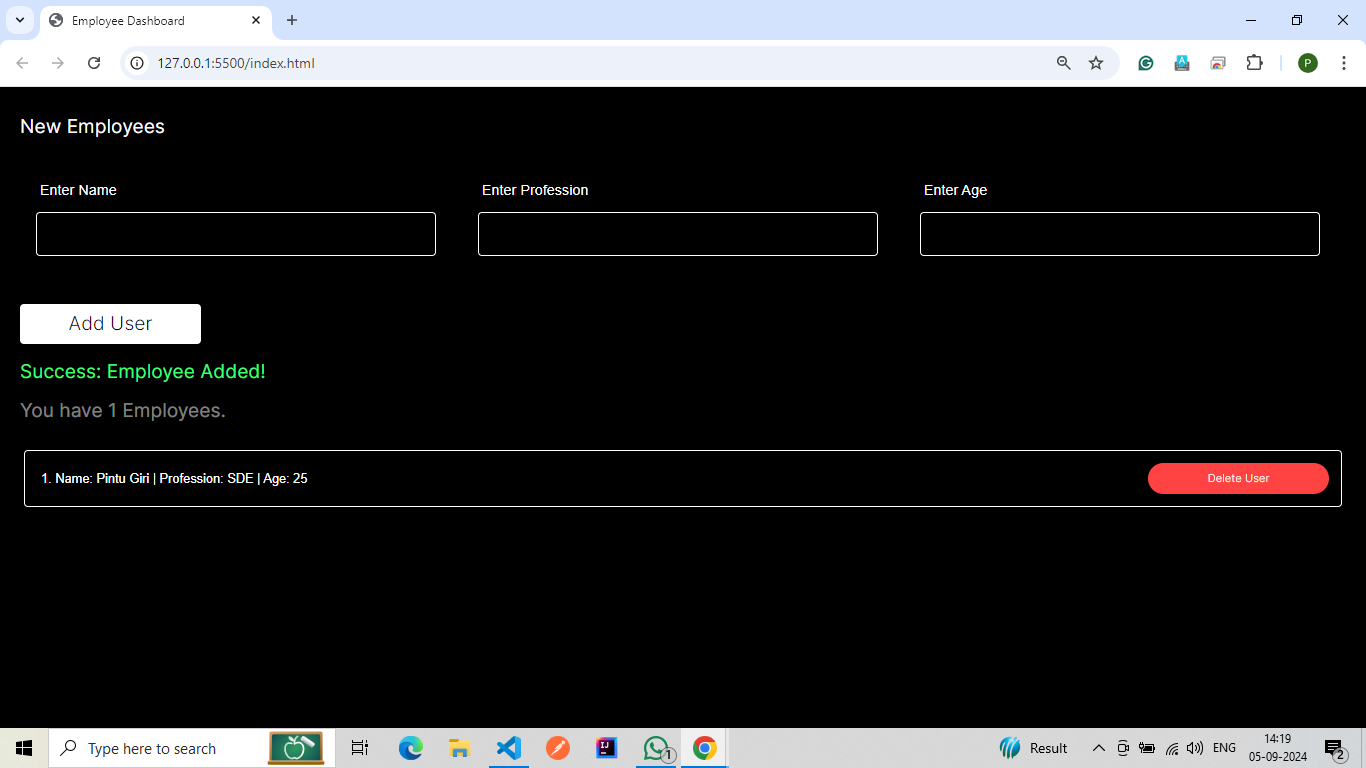 Employee Dashboard
127.0.0.1:5500/index.html
P
New Employees
Enter Name Enter Profession Enter Age
Add User
Success: Employee Added!
You have 1 Employees.
1. Name: Pintu Giri | Profession: SDE | Age: 25 Delete User
Type here to search
1
Result
ENG
14:19
05-09-2024
2